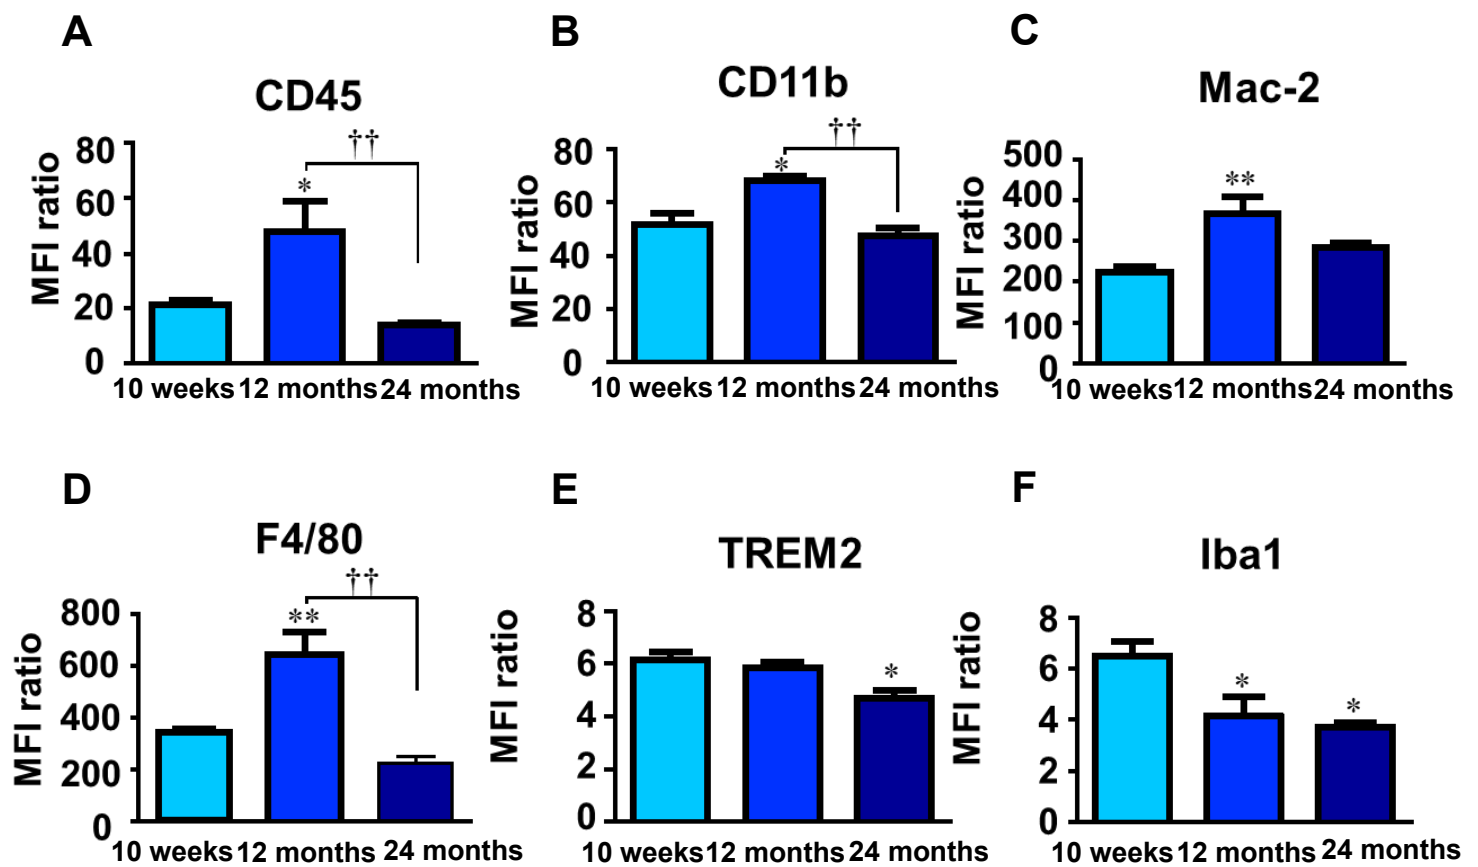 A
CD45
MFI ratio
80
60
40
20
0
††
*
10 weeks 12 months 24 months
B
CD11b
MFI ratio
80
60
40
20
0
††
*
10 weeks 12 months 24 months
C
Mac-2
MFI ratio
500
400
300
200
100
0
**
10 weeks 12 months 24 months
D
F4/80
MFI ratio
800
600
400
200
0
††
**
10 weeks 12 months 24 months
E
TREM2
MFI ratio
8
6
4
2
0
*
10 weeks 12 months 24 months
F
Iba1
MFI ratio
8
6
4
2
0
*
*
10 weeks 12 months 24 months